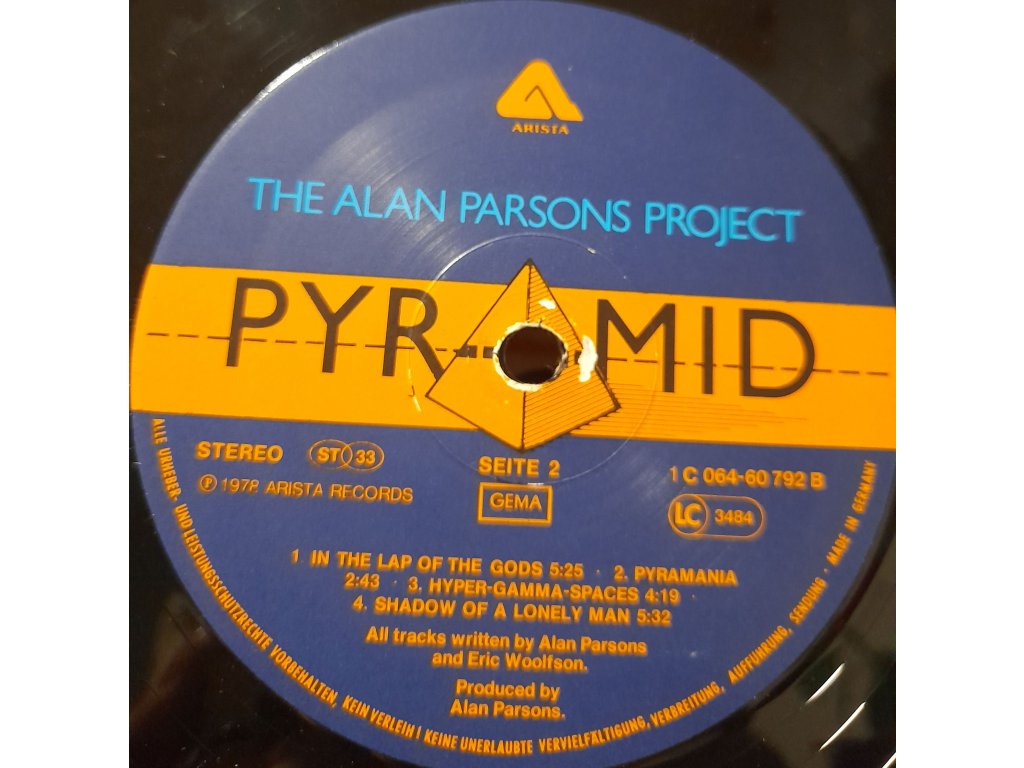 ARISTA
THE ALAN PARSONS PROJECT
PYRAMID
STEREO ST 33
SEITE 2
1 C 064-60 792 B
℗ 1978 ARISTA RECORDS
GEMA
LC 3484
1 IN THE LAP OF THE GODS 5:25 · 2. PYRAMANIA
2:43 · 3. HYPER-GAMMA-SPACES 4:19 ·
4. SHADOW OF A LONELY MAN 5:32
All tracks written by Alan Parsons
and Eric Woolfson.
Produced by
Alan Parsons.
ALLE URHEBER- UND LEISTUNGSSCHUTZRECHTE VORBEHALTEN, KEIN VERLEIH! KEINE UNERLAUBTE VERVIELFÄLTIGUNG, VERBREITUNG, AUFFÜHRUNG, SENDUNG · MADE IN GERMANY